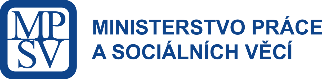 MP
SV
MINISTERSTVO PRÁCE
A SOCIÁLNÍCH VĚCÍ